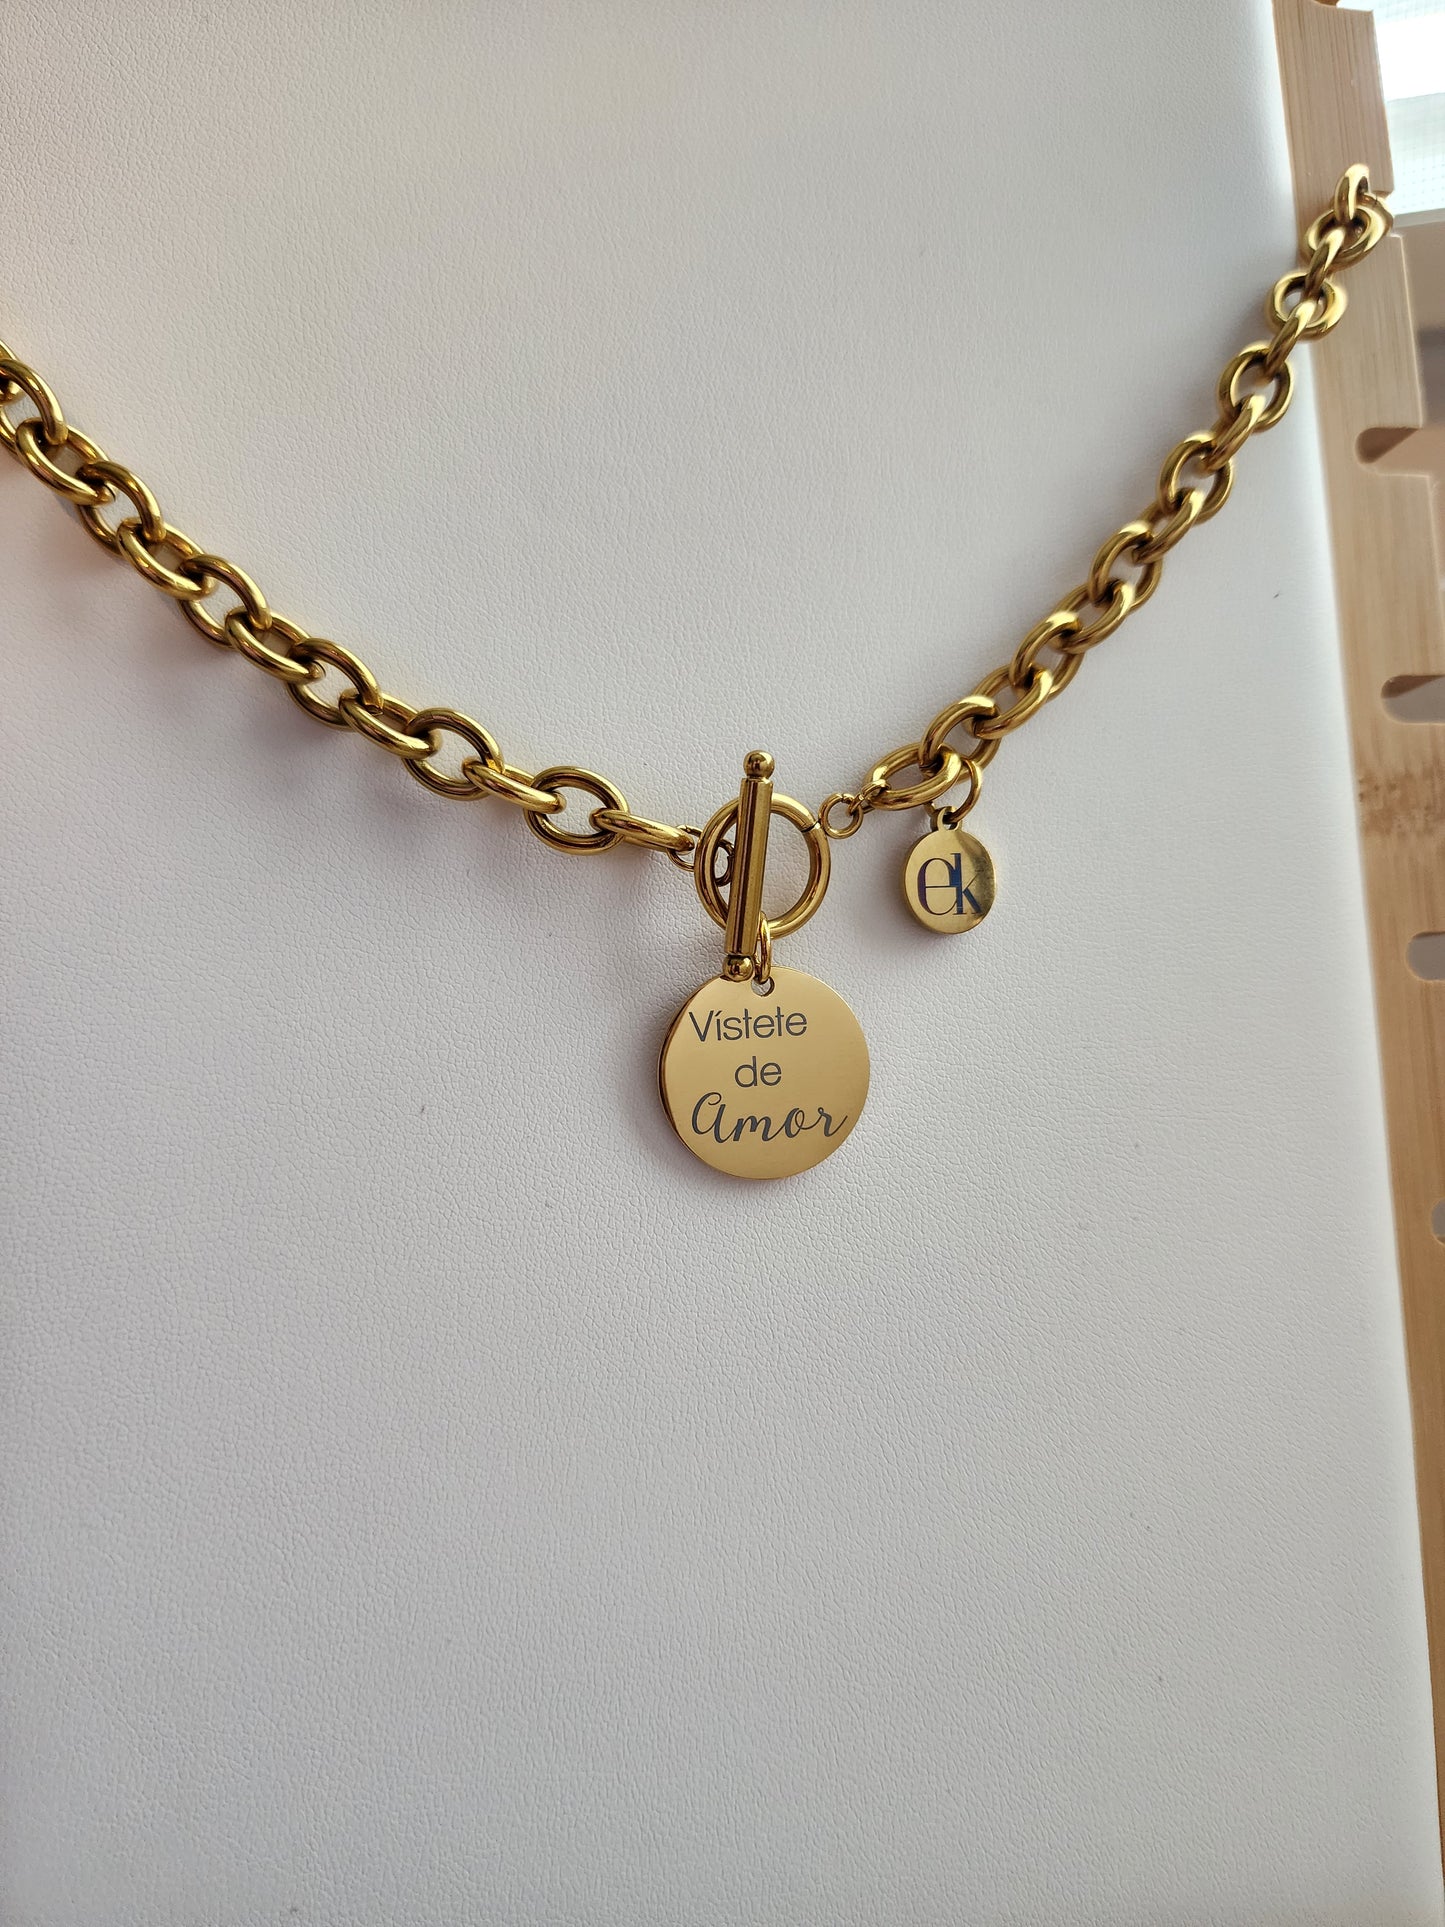 Vístete
de
Amor
ek